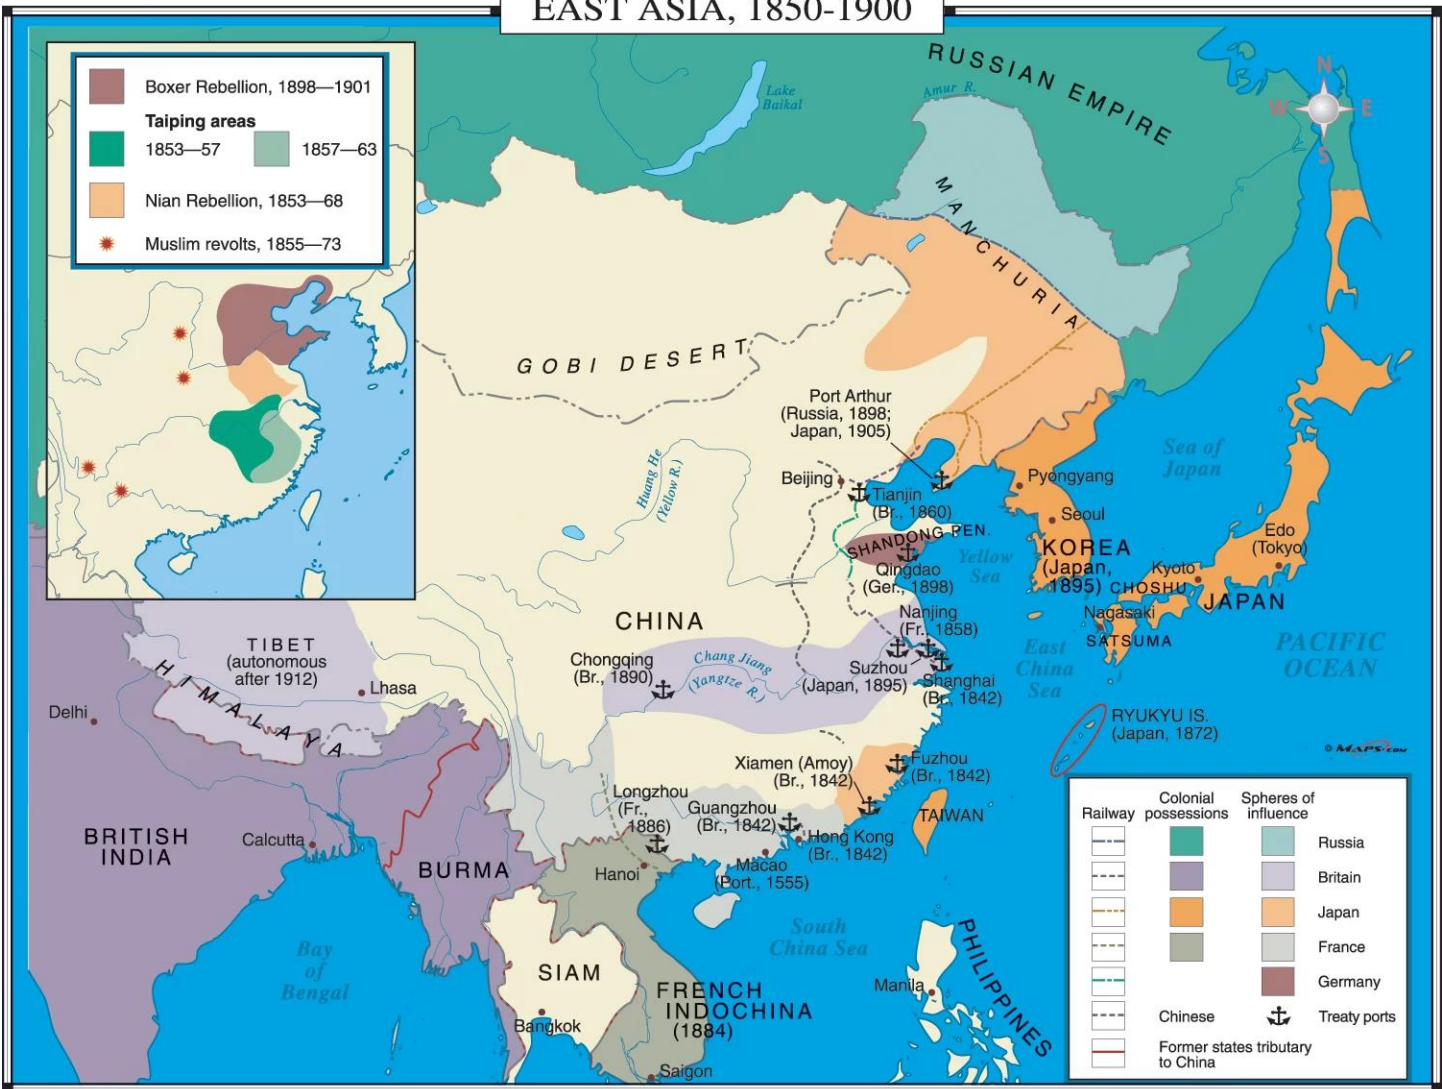 EAST ASIA, 1850-1900
Boxer Rebellion, 1898—1901
Taiping areas
1853—57
1857—63
Nian Rebellion, 1853—68
Muslim revolts, 1855—73
RUSSIAN EMPIRE
Lake
Baikal
Amur R.
N
W
E
S
MANCHURIA
GOBI DESERT
Port Arthur
(Russia, 1898;
Japan, 1905)
Huang He
(Yellow R.)
Beijing
Tianjin
(Br., 1860)
Sea of
Japan
Pyongyang
Seoul
SHANDONG PEN.
Yellow
Sea
KOREA
(Japan,
1895)
Edo
(Tokyo)
Qingdao
(Ger., 1898)
Kyoto
CHOSHU
JAPAN
CHINA
Nanjing
(Fr., 1858)
Nagasaki
SATSUMA
PACIFIC
OCEAN
East
China
Sea
TIBET
(autonomous
after 1912)
Lhasa
HIMALAYA
Chongqing
(Br., 1890)
Chang Jiang
(Yangtze R.)
Suzhou
(Japan, 1895)
Shanghai
(Br., 1842)
Delhi
RYUKYU IS.
(Japan, 1872)
© MAPS.COM
Xiamen (Amoy)
(Br., 1842)
Fuzhou
(Br., 1842)
Longzhou
(Fr.,
1886)
Guangzhou
(Br., 1842)
Hong Kong
(Br., 1842)
TAIWAN
BRITISH
INDIA
Calcutta
BURMA
Hanoi
Macao
(Port., 1555)
South
China Sea
Bay
of
Bengal
SIAM
Bangkok
FRENCH
INDOCHINA
(1884)
Saigon
Manila
PHILIPPINES
Railway
Colonial
possessions
Spheres of
influence
Russia
Britain
Japan
France
Germany
Chinese
Treaty ports
Former states tributary
to China